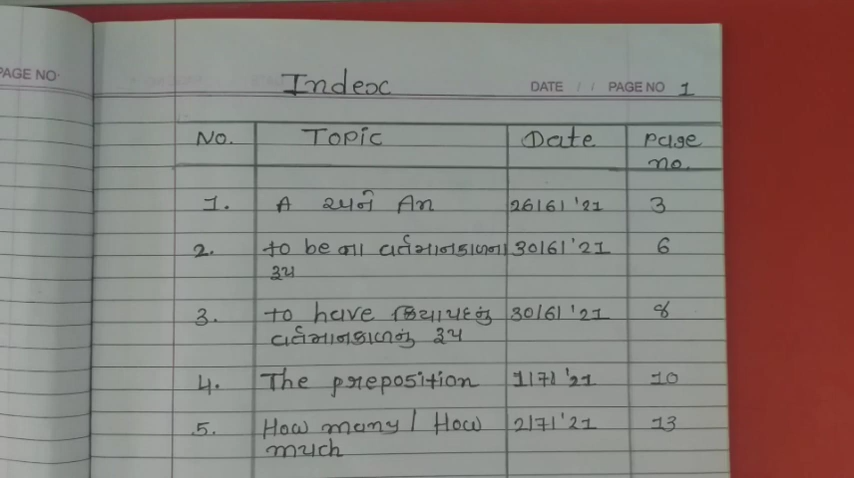 PAGE NO.
Index
DATE / / PAGE NO 1
No. Topic Date Page no.
1. A અને An 26/6/'21 3
2. to be ના વર્તમાનકાળના 30/6/'21 6
રૂપ
3. to have ક્રિયાપદનું 30/6/'21 8
વર્તમાનકાળનું રૂપ
4. The preposition 1/7/'21 10
5. How many / How 2/7/'21 13
much